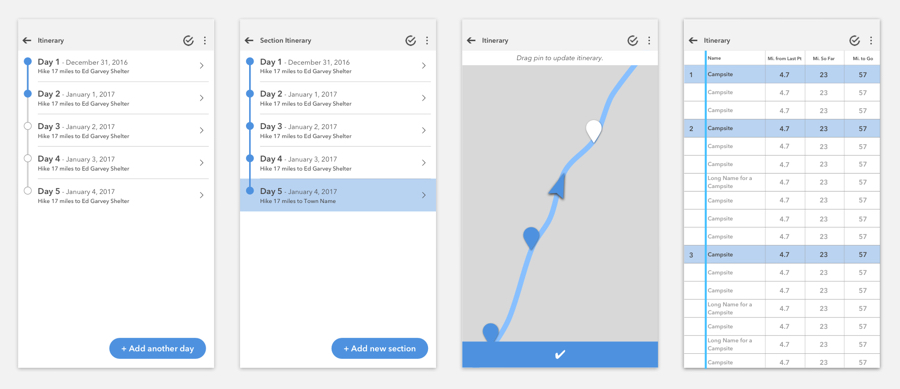 Itinerary
Day 1 - December 31, 2016
Hike 17 miles to Ed Garvey Shelter
Day 2 - January 1, 2017
Hike 17 miles to Ed Garvey Shelter
Day 3 - January 2, 2017
Hike 17 miles to Ed Garvey Shelter
Day 4 - January 3, 2017
Hike 17 miles to Ed Garvey Shelter
Day 5 - January 4, 2017
Hike 17 miles to Ed Garvey Shelter
+ Add another day
Section Itinerary
Day 1 - December 31, 2016
Hike 17 miles to Ed Garvey Shelter
Day 2 - January 1, 2017
Hike 17 miles to Ed Garvey Shelter
Day 3 - January 2, 2017
Hike 17 miles to Ed Garvey Shelter
Day 4 - January 3, 2017
Hike 17 miles to Ed Garvey Shelter
Day 5 - January 4, 2017
Hike 17 miles to Town Name
+ Add new section
Itinerary
Drag pin to update itinerary.
Itinerary
Name Mi. from Last Pt Mi. So Far Mi. to Go
1 Campsite 4.7 23 57
Campsite 4.7 23 57
Campsite 4.7 23 57
2 Campsite 4.7 23 57
Campsite 4.7 23 57
Campsite 4.7 23 57
Long Name for a
Campsite 4.7 23 57
Campsite 4.7 23 57
Campsite 4.7 23 57
Campsite 4.7 23 57
3 Campsite 4.7 23 57
Campsite 4.7 23 57
Campsite 4.7 23 57
Long Name for a
Campsite 4.7 23 57
Campsite 4.7 23 57
Long Name for a
Campsite 4.7 23 57
Campsite 4.7 23 57